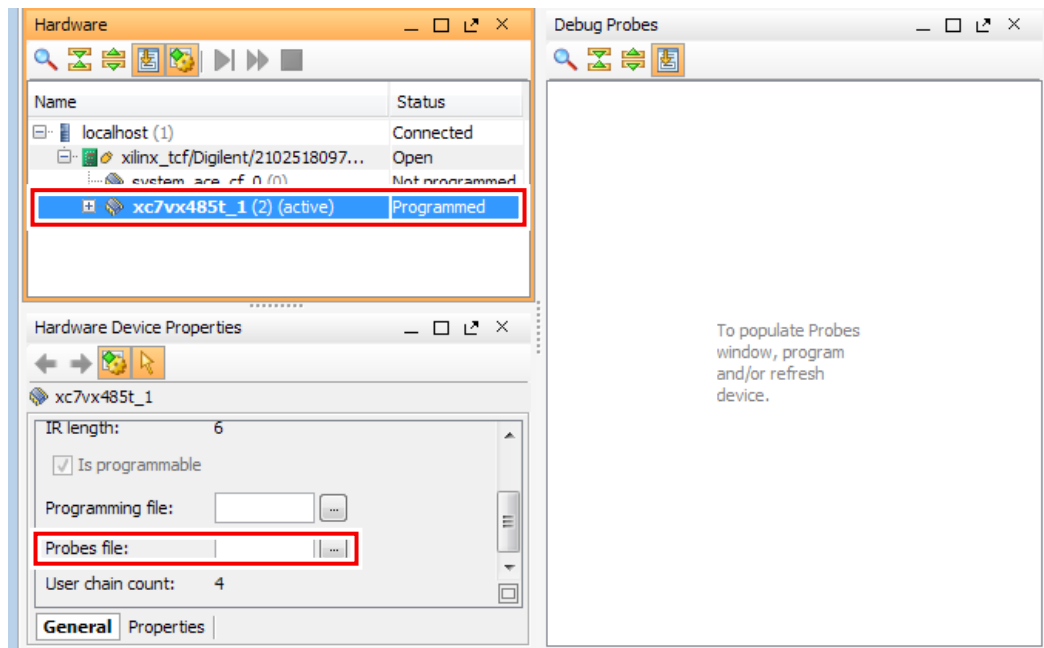 Hardware
Name Status
localhost (1) Connected
xilinx_tcf/Digilent/2102518097... Open
system_ace_cf_0 (0) Not programmed
xc7vx485t_1 (2) (active) Programmed
Hardware Device Properties
xc7vx485t_1
IR length: 6
Is programmable
Programming file: ...
Probes file: ...
User chain count: 4
General Properties
Debug Probes
To populate Probes
window, program
and/or refresh
device.